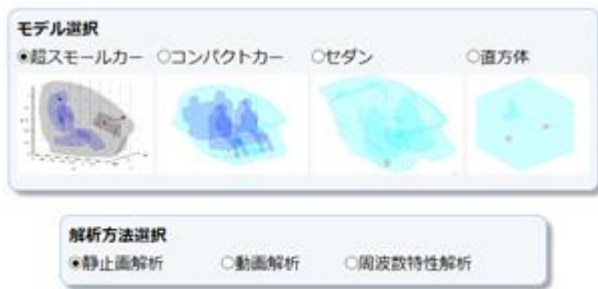 モデル選択
◉超スモールカー ○コンパクトカー ○セダン ○直方体
解析方法選択
◉静止画解析 ○動画解析 ○周波数特性解析